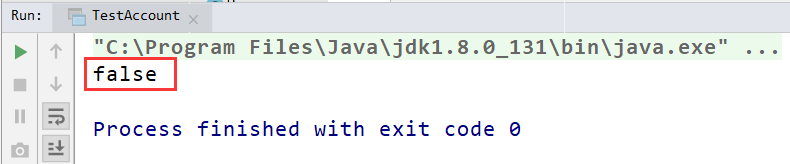 Run: TestAccount
"C:\Program Files\Java\jdk1.8.0_131\bin\java.exe" ...
false
Process finished with exit code 0